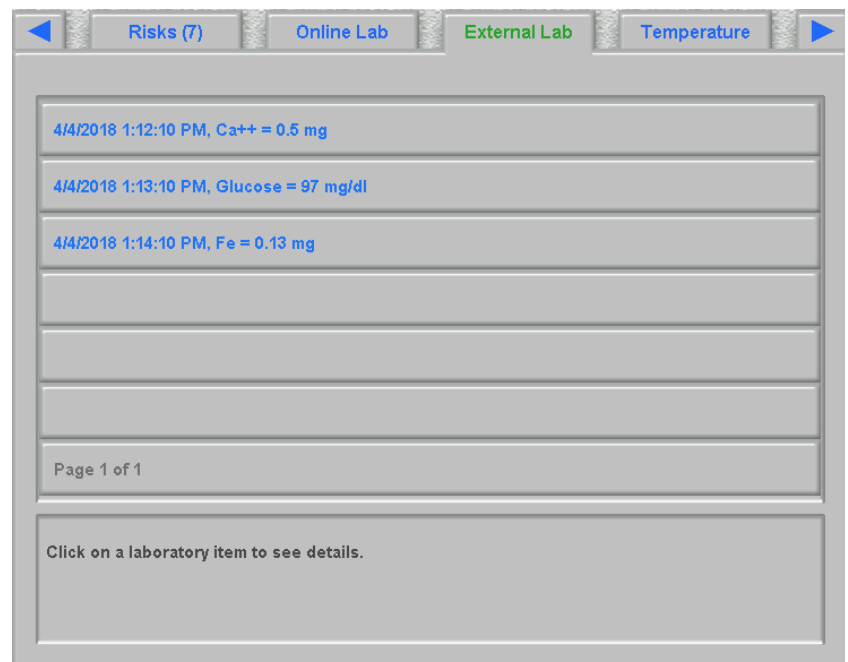 Risks (7) Online Lab External Lab Temperature
4/4/2018 1:12:10 PM, Ca++ = 0.5 mg
4/4/2018 1:13:10 PM, Glucose = 97 mg/dl
4/4/2018 1:14:10 PM, Fe = 0.13 mg
Page 1 of 1
Click on a laboratory item to see details.